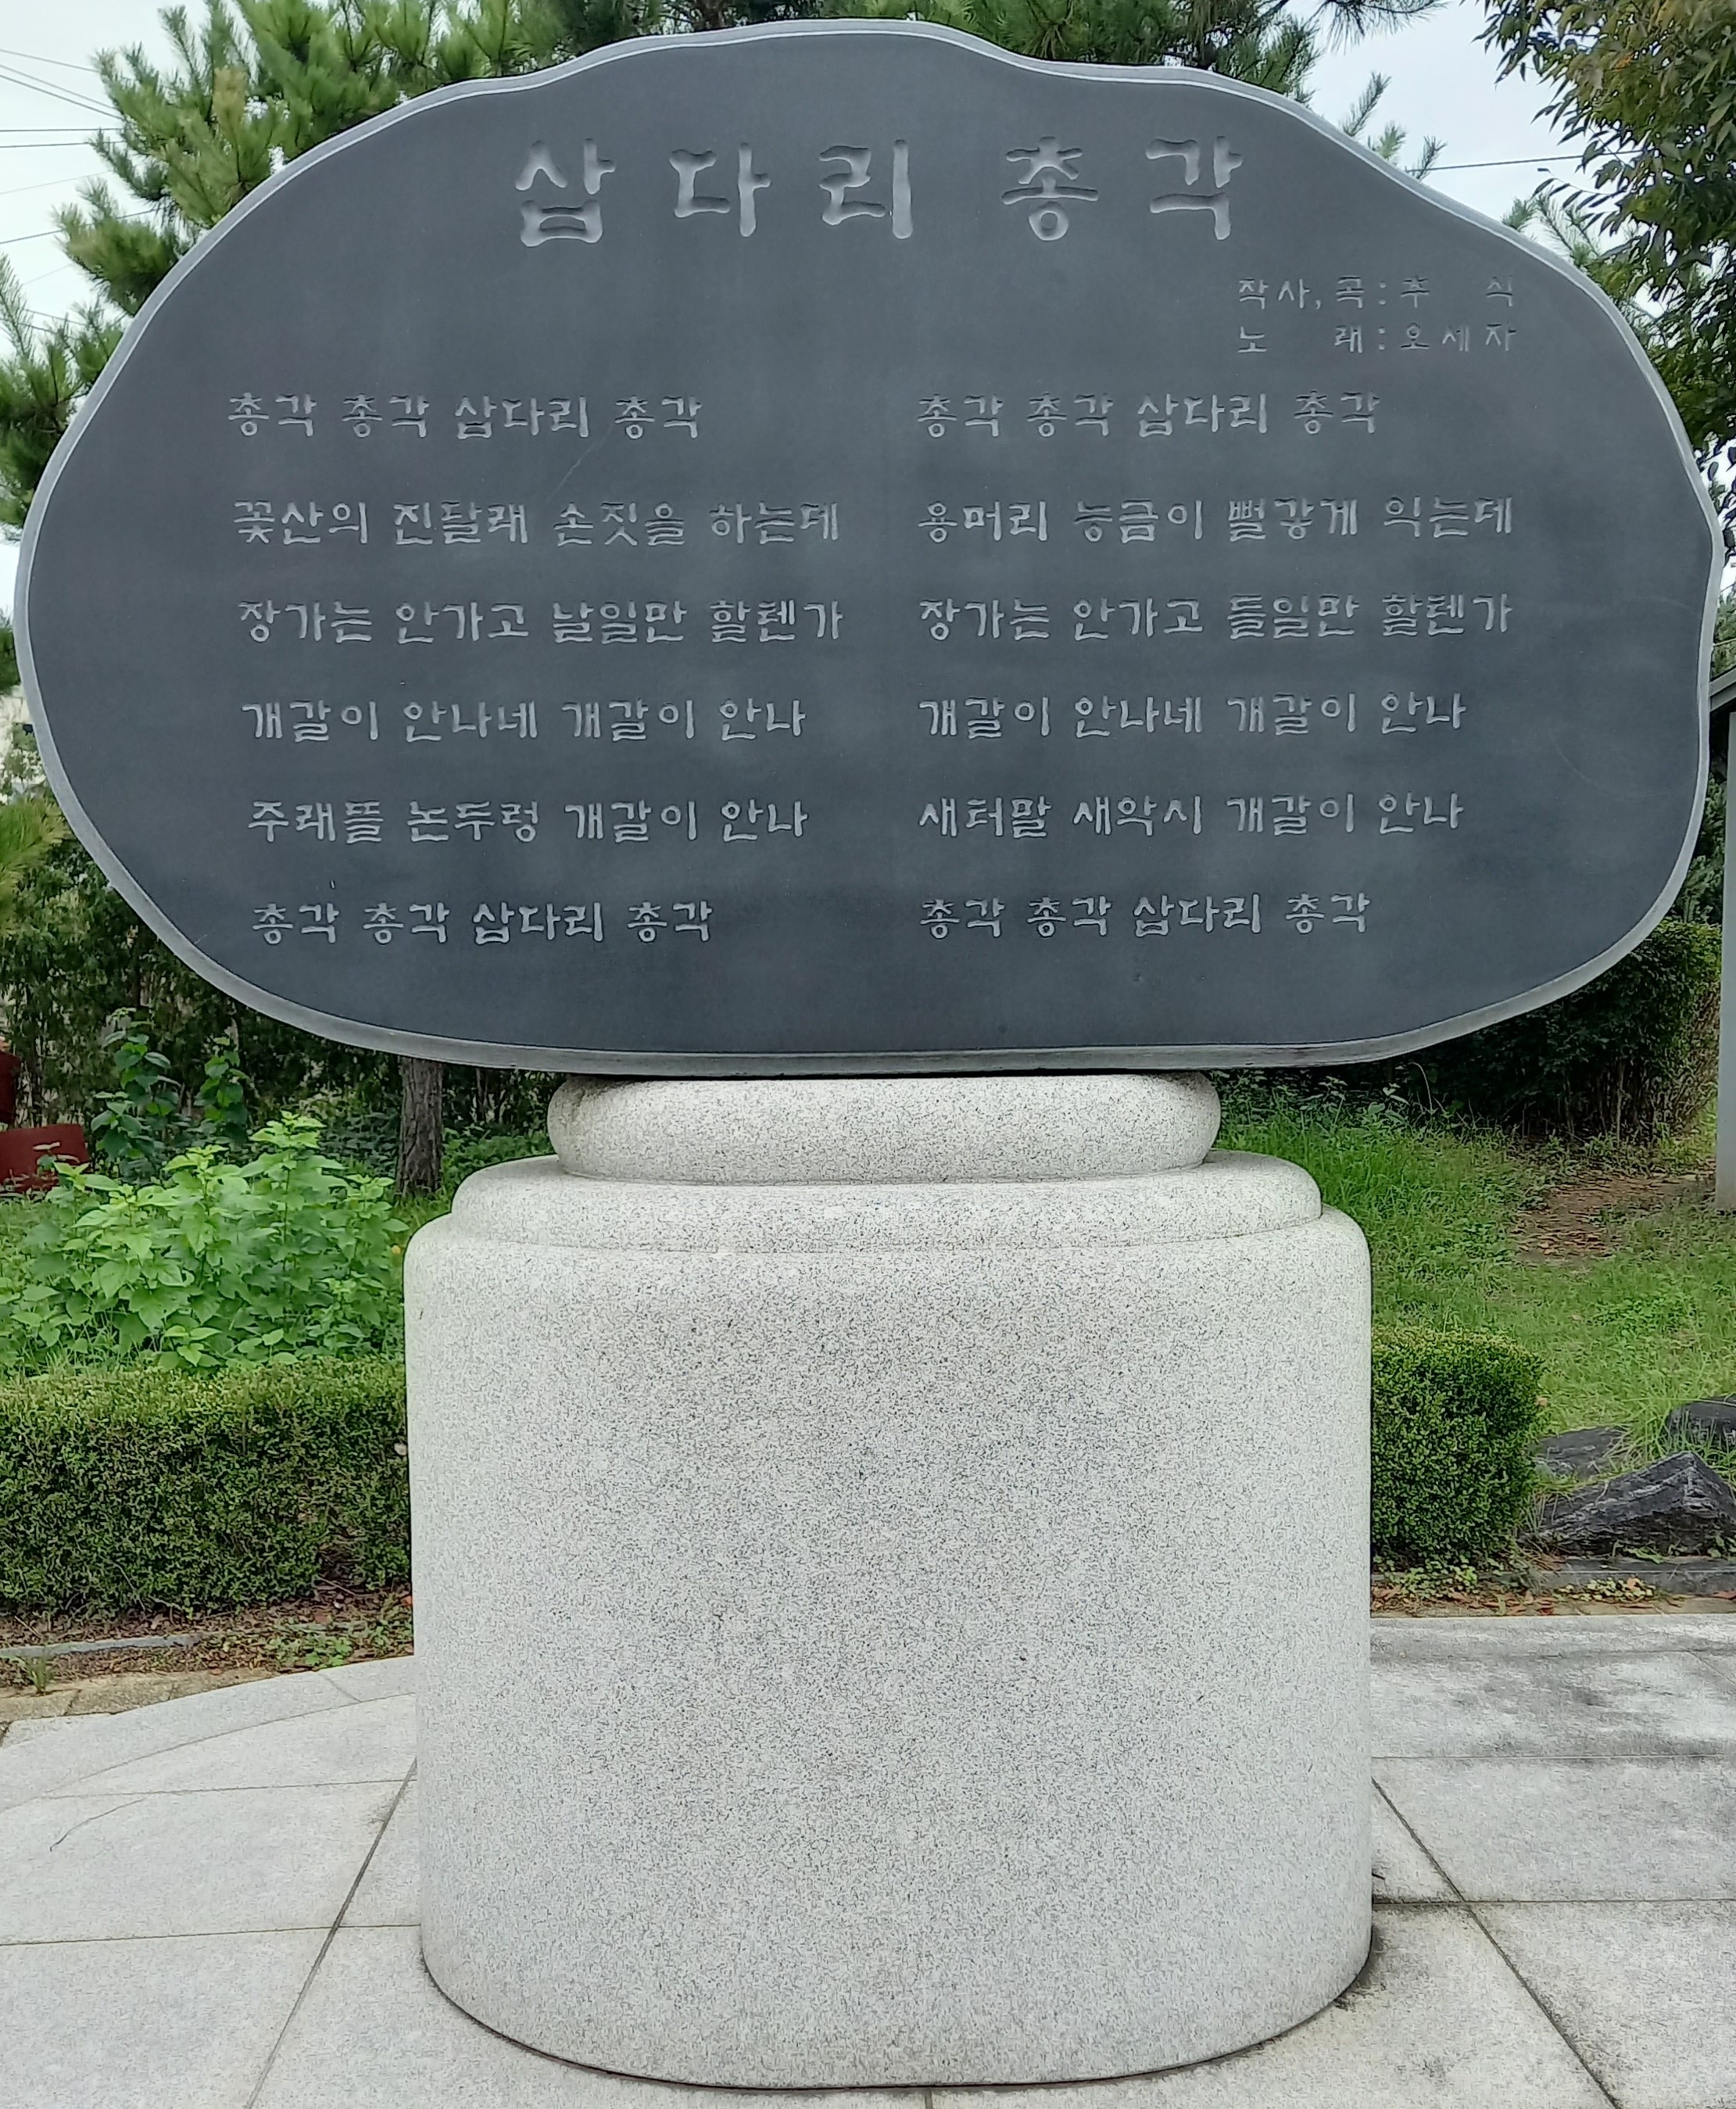 삽다리 총각
작사,곡:추 식
노 래:오세자
총각 총각 삽다리 총각
꽃산의 진달래 손짓을 하는데
장가는 안가고 날일만 할텐가
개갈이 안나네 개갈이 안나
주래뜰 논두렁 개갈이 안나
총각 총각 삽다리 총각
총각 총각 삽다리 총각
용머리 능금이 뻘갛게 익는데
장가는 안가고 들일만 할텐가
개갈이 안나네 개갈이 안나
새터말 새악시 개갈이 안나
총각 총각 삽다리 총각